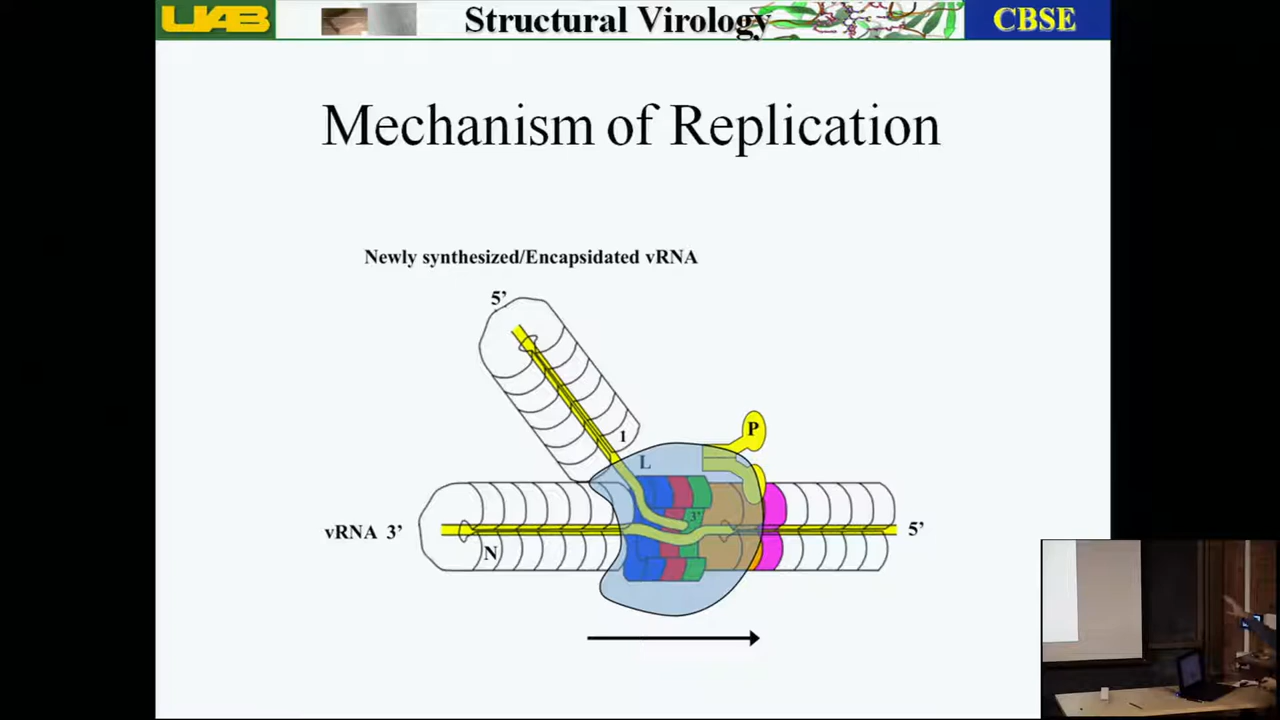 UAB
Structural Virology
CBSE
Mechanism of Replication
Newly synthesized/Encapsidated vRNA
5’
P
1
L
3’
vRNA 3’
5’
N